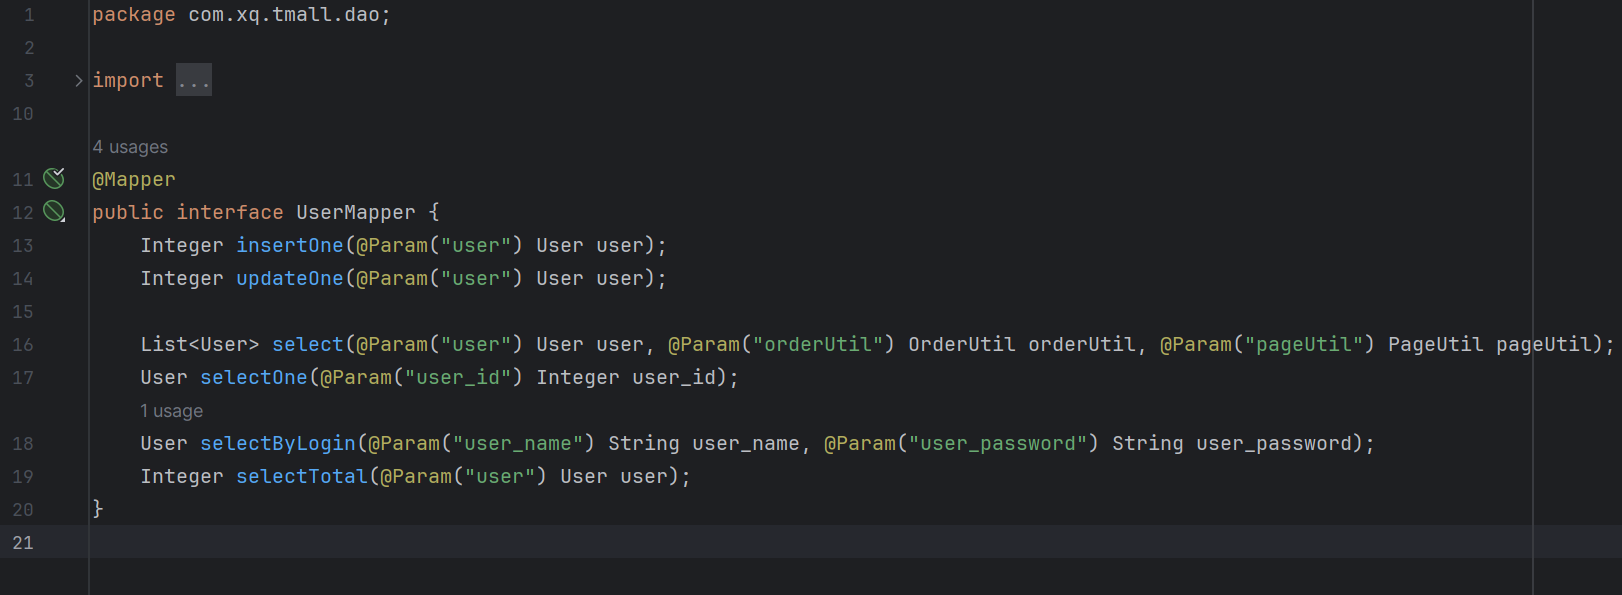 1 package com.xq.tmall.dao;
2
3 import ...
10
4 usages
11 @Mapper
12 public interface UserMapper {
13 Integer insertOne(@Param("user") User user);
14 Integer updateOne(@Param("user") User user);
15
16 List<User> select(@Param("user") User user, @Param("orderUtil") OrderUtil orderUtil, @Param("pageUtil") PageUtil pageUtil);
17 User selectOne(@Param("user_id") Integer user_id);
1 usage
18 User selectByLogin(@Param("user_name") String user_name, @Param("user_password") String user_password);
19 Integer selectTotal(@Param("user") User user);
20 }
21